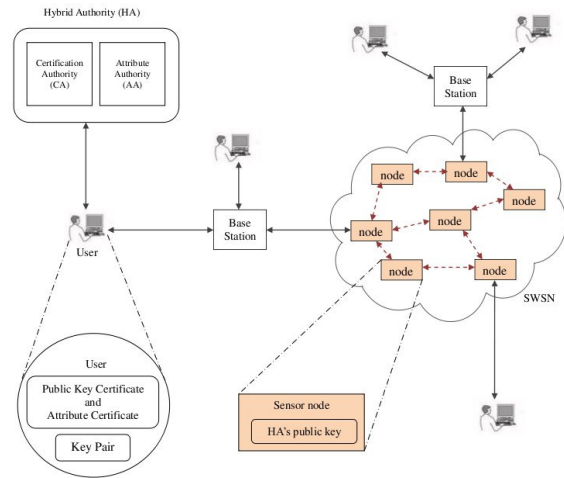 Hybrid Authority (HA)
Certification
Authority
(CA)
Attribute
Authority
(AA)
Base
Station
node
node
node
node
node
node
node
Base
Station
User
SWSN
User
Public Key Certificate
and
Attribute Certificate
Key Pair
Sensor node
HA's public key